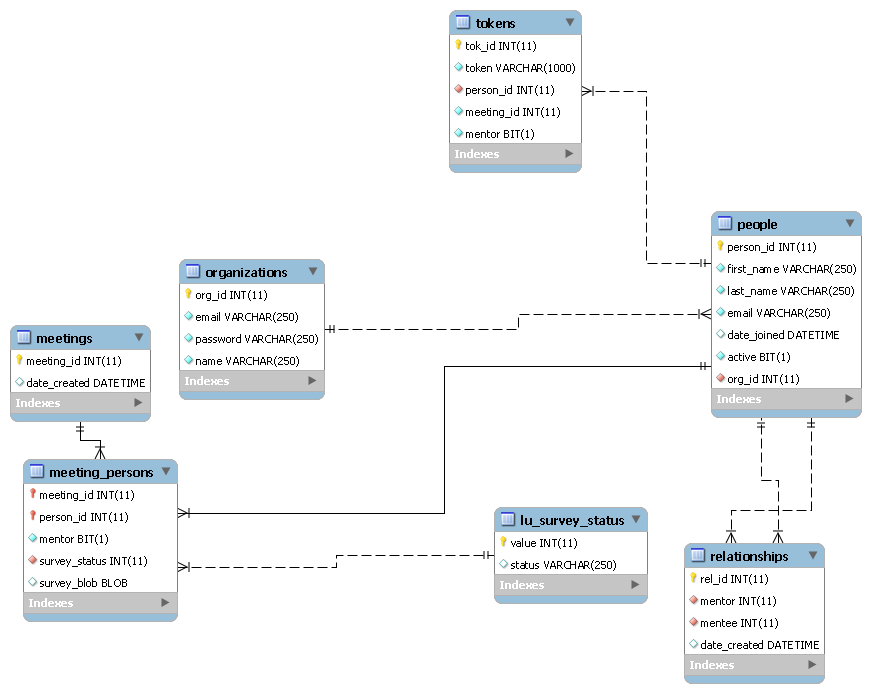 tokens
tok_id INT(11)
token VARCHAR(1000)
person_id INT(11)
meeting_id INT(11)
mentor BIT(1)
Indexes
people
person_id INT(11)
first_name VARCHAR(250)
last_name VARCHAR(250)
email VARCHAR(250)
date_joined DATETIME
active BIT(1)
org_id INT(11)
Indexes
organizations
org_id INT(11)
email VARCHAR(250)
password VARCHAR(250)
name VARCHAR(250)
Indexes
meetings
meeting_id INT(11)
date_created DATETIME
Indexes
meeting_persons
meeting_id INT(11)
person_id INT(11)
mentor BIT(1)
survey_status INT(11)
survey_blob BLOB
Indexes
lu_survey_status
value INT(11)
status VARCHAR(250)
Indexes
relationships
rel_id INT(11)
mentor INT(11)
mentee INT(11)
date_created DATETIME
Indexes